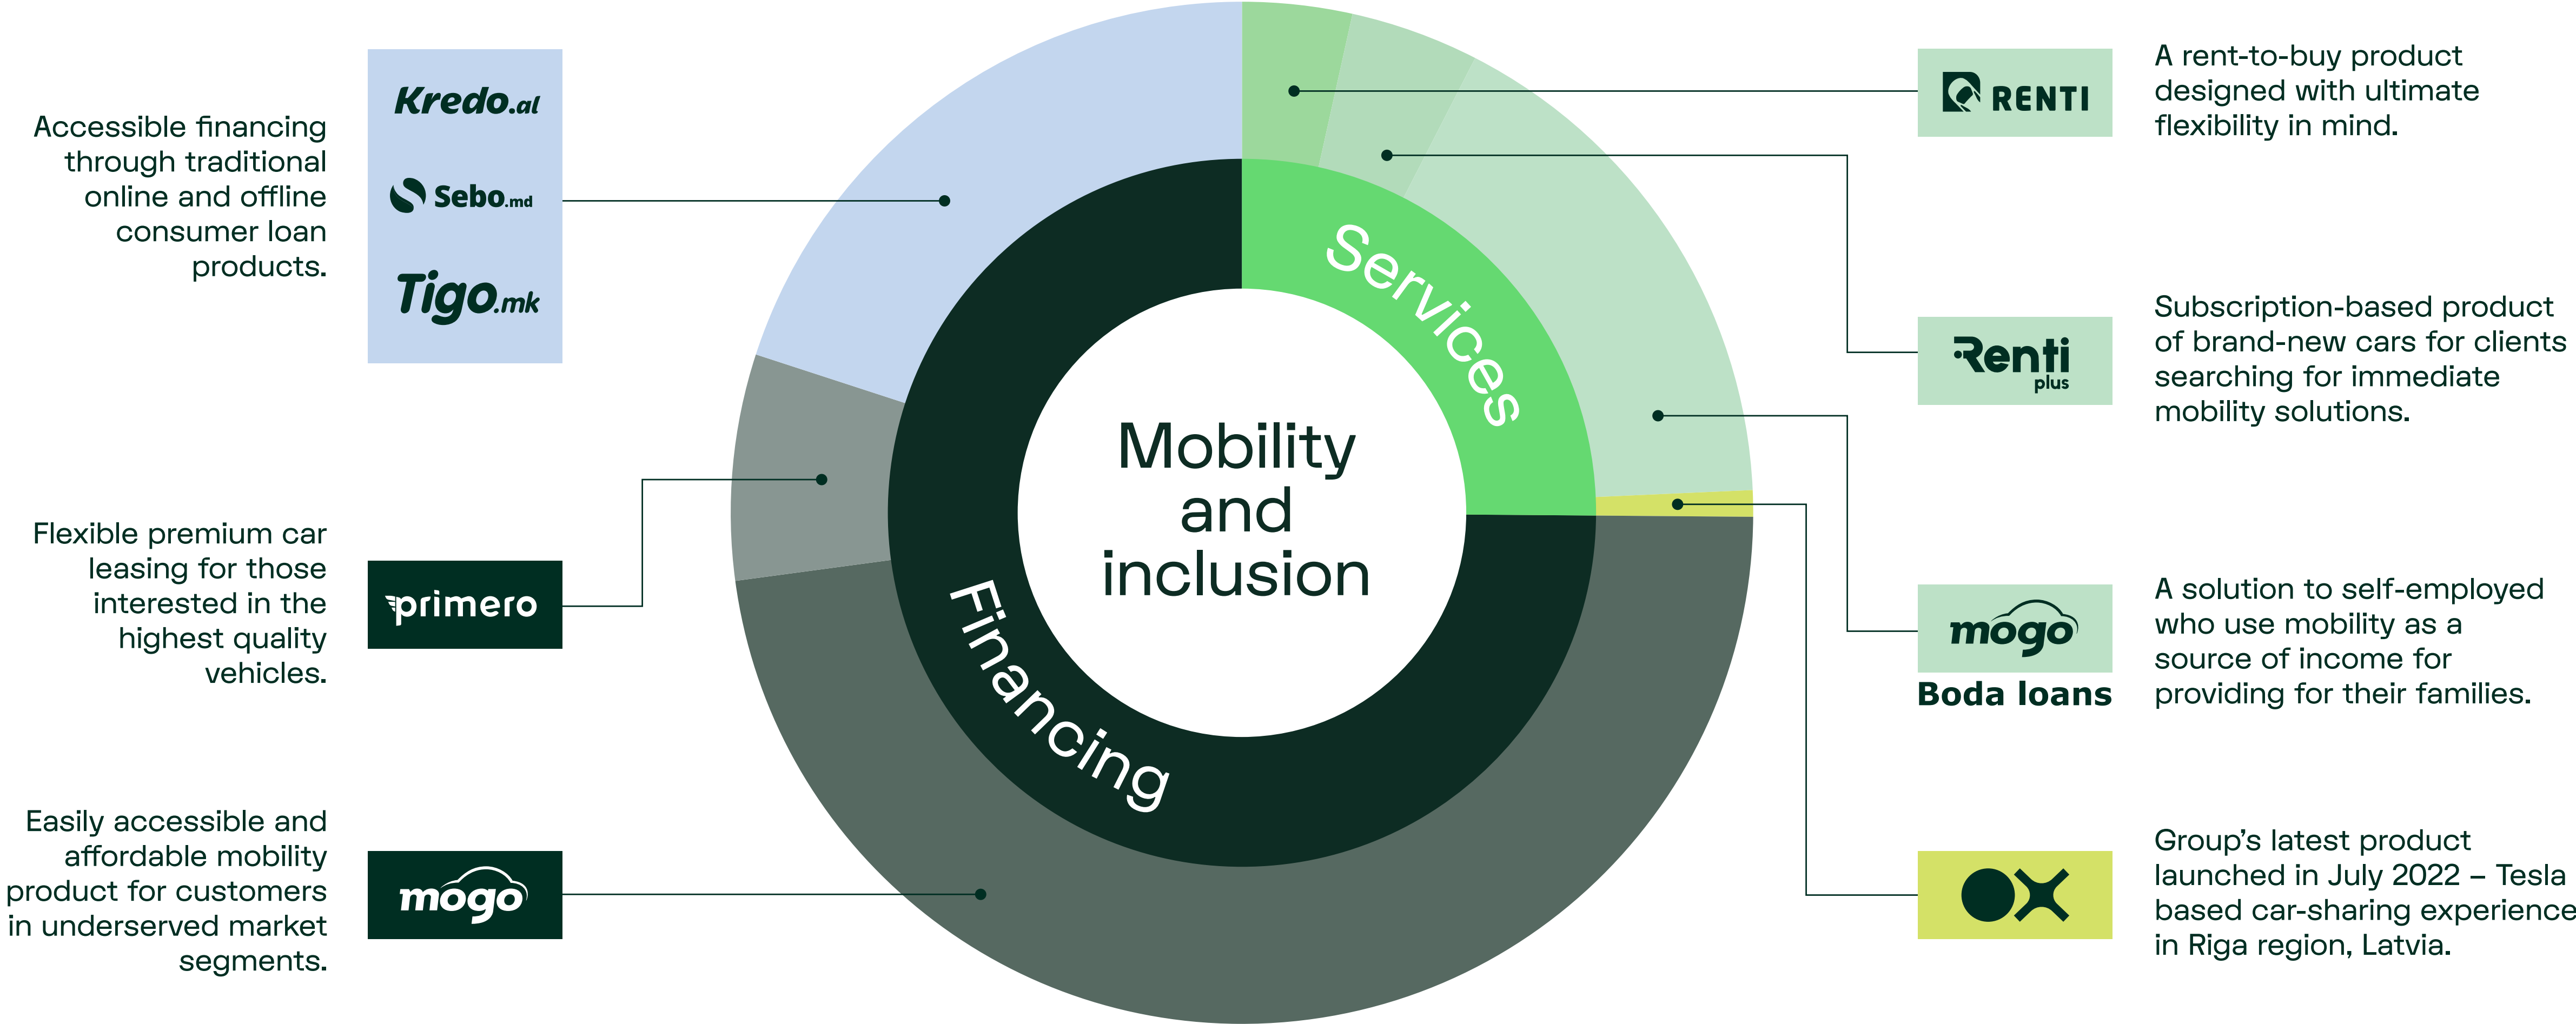 Accessible financing
through traditional
online and offline
consumer loan
products.
Kredo.al
Sebo.md
Tigo.mk
Flexible premium car
leasing for those
interested in the
highest quality
vehicles.
primero
Easily accessible and
affordable mobility
product for customers
in underserved market
segments.
mogo
Mobility
and
inclusion
Services
Financing
RENTI
A rent-to-buy product
designed with ultimate
flexibility in mind.
Renti
plus
Subscription-based product
of brand-new cars for clients
searching for immediate
mobility solutions.
mogo
Boda loans
A solution to self-employed
who use mobility as a
source of income for
providing for their families.
OX
Group’s latest product
launched in July 2022 – Tesla
based car-sharing experience
in Riga region, Latvia.